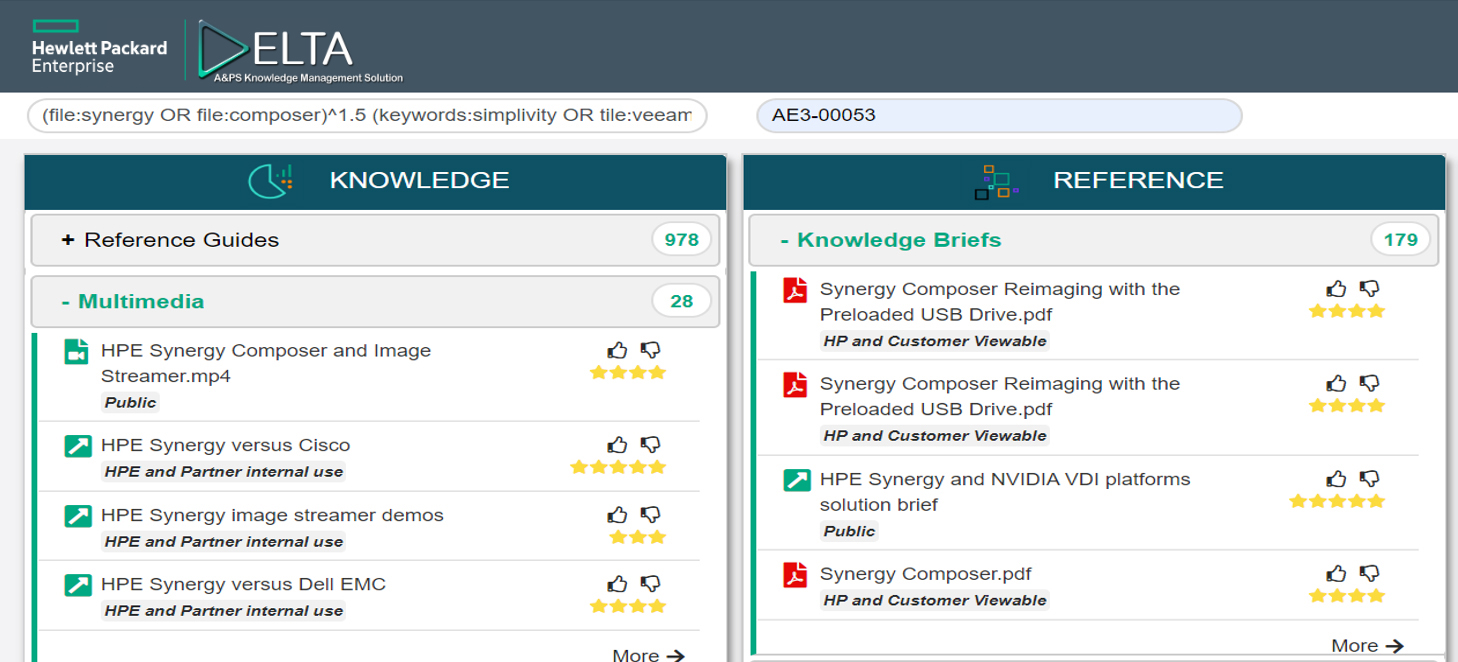 Hewlett Packard
Enterprise
DELTA
A&PS Knowledge Management Solution
(file:synergy OR file:composer)^1.5 (keywords:simplivity OR tile:veeam
AE3-00053
KNOWLEDGE
+ Reference Guides
978
- Multimedia
28
HPE Synergy Composer and Image
Streamer.mp4
Public
HPE Synergy versus Cisco
HPE and Partner internal use
HPE Synergy image streamer demos
HPE and Partner internal use
HPE Synergy versus Dell EMC
HPE and Partner internal use
More →
REFERENCE
- Knowledge Briefs
179
Synergy Composer Reimaging with the
Preloaded USB Drive.pdf
HP and Customer Viewable
Synergy Composer Reimaging with the
Preloaded USB Drive.pdf
HP and Customer Viewable
HPE Synergy and NVIDIA VDI platforms
solution brief
Public
Synergy Composer.pdf
HP and Customer Viewable
More →